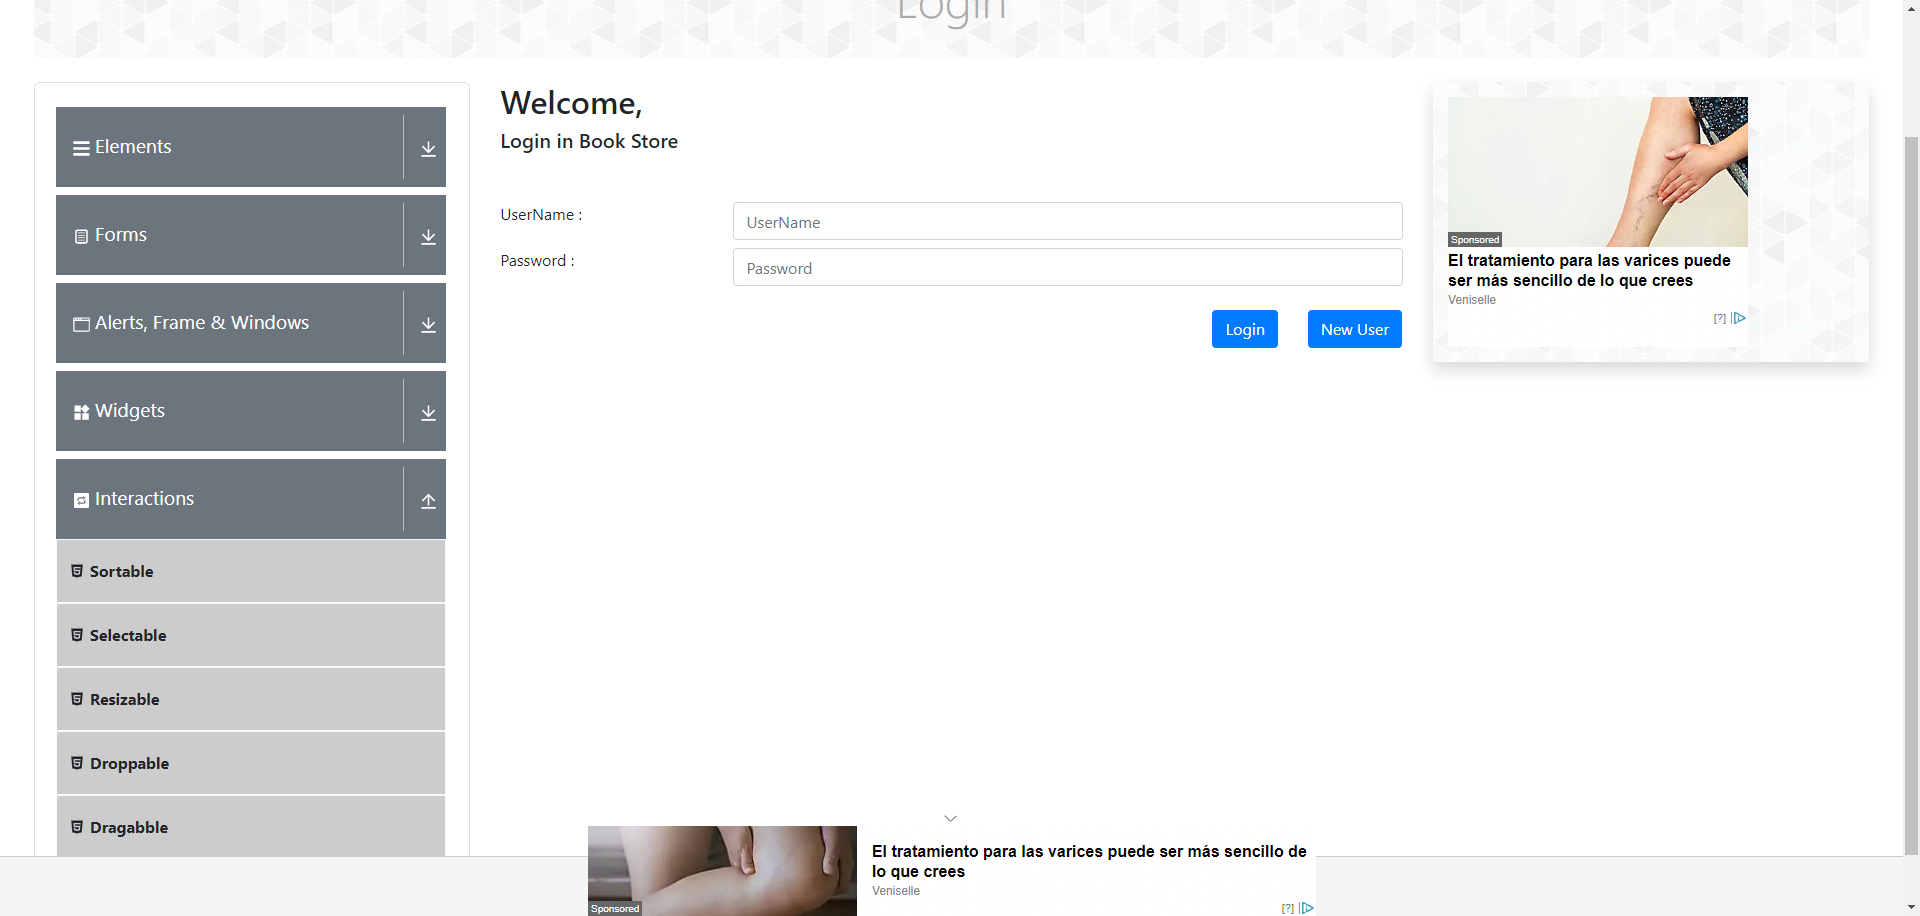 Login
Elements
Forms
Alerts, Frame & Windows
Widgets
Interactions
Sortable
Selectable
Resizable
Droppable
Dragabble
Welcome,
Login in Book Store
UserName :
UserName
Password :
Password
Login
New User
Sponsored
El tratamiento para las varices puede
ser más sencillo de lo que crees
Veniselle
[?]
Sponsored
El tratamiento para las varices puede ser más sencillo de
lo que crees
Veniselle
[?]